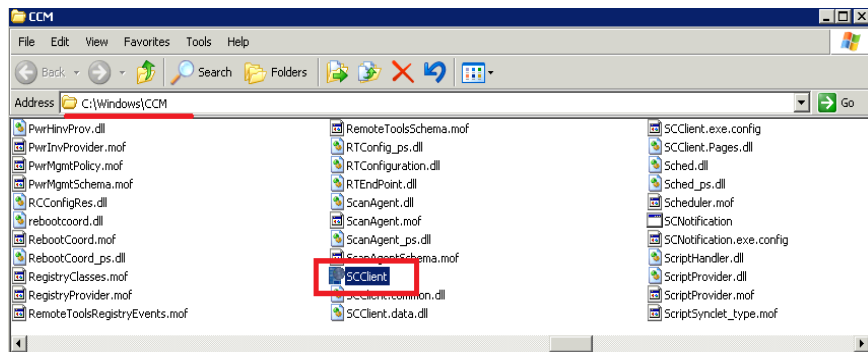 CCM
File Edit View Favorites Tools Help
Back Search Folders
Address C:\Windows\CCM Go
PwrHinvProv.dll
PwrInvProvider.mof
PwrMgmtPolicy.mof
PwrMgmtSchema.mof
RCConfigRes.dll
rebootcoord.dll
RebootCoord.mof
RebootCoord_ps.dll
RegistryClasses.mof
RegistryProvider.mof
RemoteToolsRegistryEvents.mof
RemoteToolsSchema.mof
RTConfig_ps.dll
RTConfiguration.dll
RTEndPoint.dll
ScanAgent.dll
ScanAgent.mof
ScanAgent_ps.dll
ScanAgentSchema.mof
SCClient
SCClient.common.dll
SCClient.data.dll
SCClient.exe.config
SCClient.Pages.dll
Sched.dll
Sched_ps.dll
Scheduler.mof
SCNotification
SCNotification.exe.config
ScriptHandler.dll
ScriptProvider.dll
ScriptProvider.mof
ScriptSynclet_type.mof